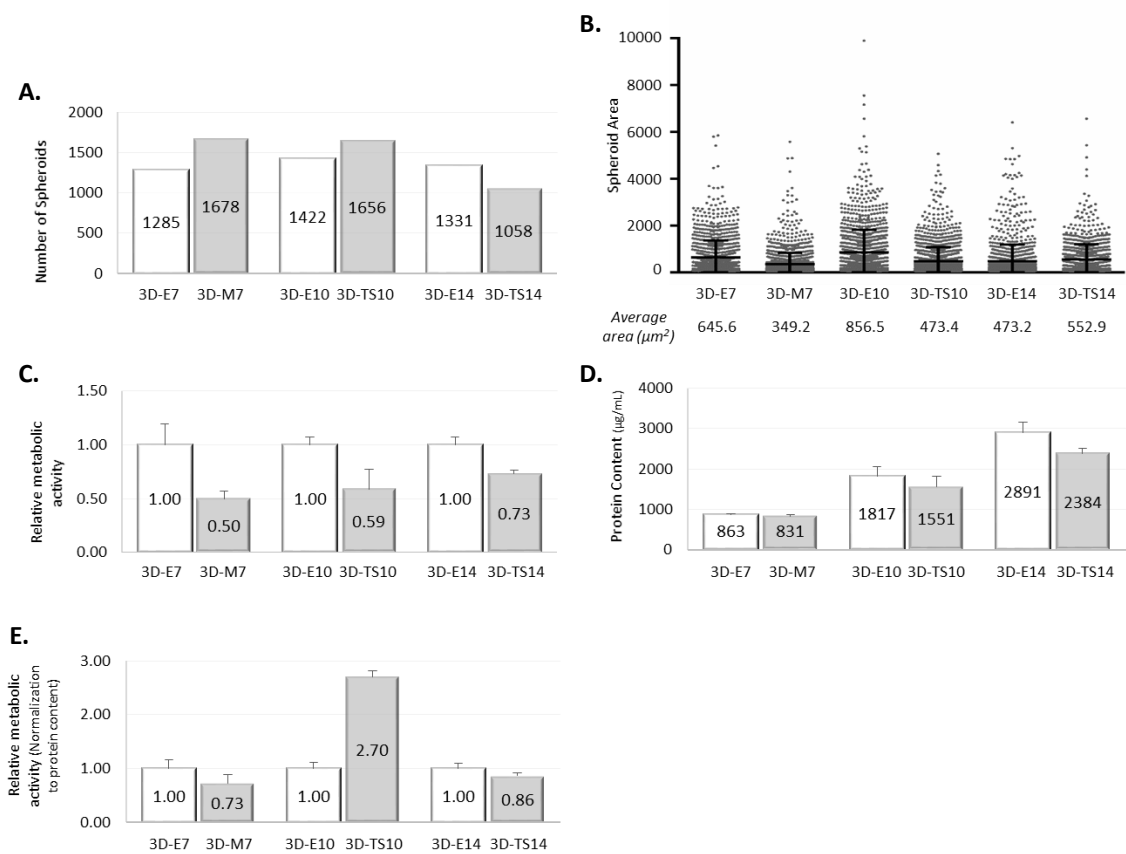 A.
Number of Spheroids
2000
1500
1000
500
0
1285
1678
1422
1656
1331
1058
3D-E7 3D-M7 3D-E10 3D-TS10 3D-E14 3D-TS14
B.
Spheroid Area
10000
8000
6000
4000
2000
0
3D-E7 3D-M7 3D-E10 3D-TS10 3D-E14 3D-TS14
Average
area (μm²)
645.6 349.2 856.5 473.4 473.2 552.9
C.
Relative metabolic
activity
1.50
1.00
0.50
0.00
1.00
0.50
1.00
0.59
1.00
0.73
3D-E7 3D-M7 3D-E10 3D-TS10 3D-E14 3D-TS14
D.
Protein Content (μg/mL)
4000
3000
2000
1000
0
863
831
1817
1551
2891
2384
3D-E7 3D-M7 3D-E10 3D-TS10 3D-E14 3D-TS14
E.
Relative metabolic
activity (Normalization
to protein content)
3.00
2.00
1.00
0.00
1.00
0.73
1.00
2.70
1.00
0.86
3D-E7 3D-M7 3D-E10 3D-TS10 3D-E14 3D-TS14